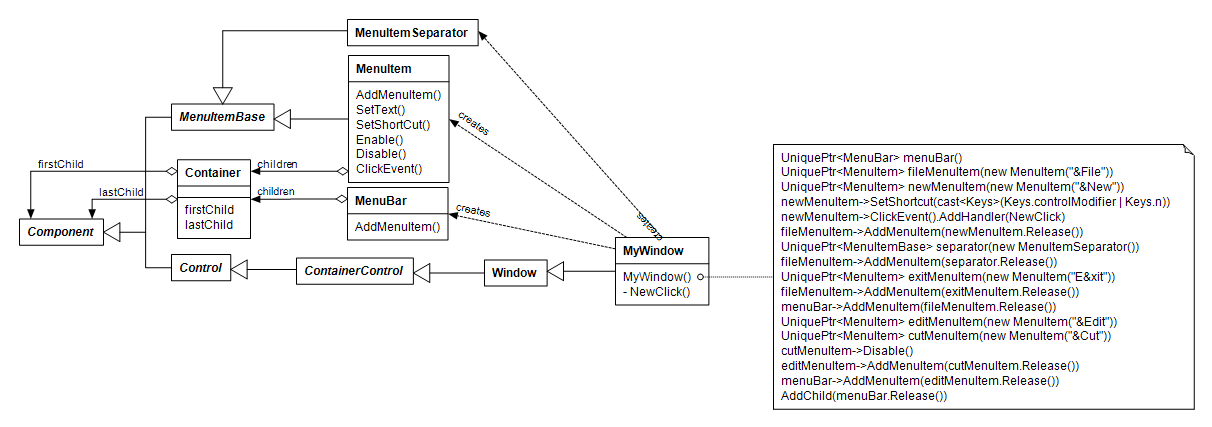 MenuItemSeparator
MenuItem
AddMenuItem()
SetText()
SetShortCut()
Enable()
Disable()
ClickEvent()
MenuItemBase
creates
firstChild
children
Container
firstChild
lastChild
lastChild
children
MenuBar
AddMenuItem()
creates
creates
Component
Control
ContainerControl
Window
MyWindow
MyWindow()
- NewClick()
UniquePtr<MenuBar> menuBar()
UniquePtr<MenuItem> fileMenuItem(new MenuItem("&File"))
UniquePtr<MenuItem> newMenuItem(new MenuItem("&New"))
newMenuItem->SetShortcut(cast<Keys>(Keys.controlModifier | Keys.n))
newMenuItem->ClickEvent().AddHandler(NewClick)
fileMenuItem->AddMenuItem(newMenuItem.Release())
UniquePtr<MenuItemBase> separator(new MenuItemSeparator())
fileMenuItem->AddMenuItem(separator.Release())
UniquePtr<MenuItem> exitMenuItem(new MenuItem("E&xit"))
fileMenuItem->AddMenuItem(exitMenuItem.Release())
menuBar->AddMenuItem(fileMenuItem.Release())
UniquePtr<MenuItem> editMenuItem(new MenuItem("&Edit"))
UniquePtr<MenuItem> cutMenuItem(new MenuItem("&Cut"))
cutMenuItem->Disable()
editMenuItem->AddMenuItem(cutMenuItem.Release())
menuBar->AddMenuItem(editMenuItem.Release())
AddChild(menuBar.Release())